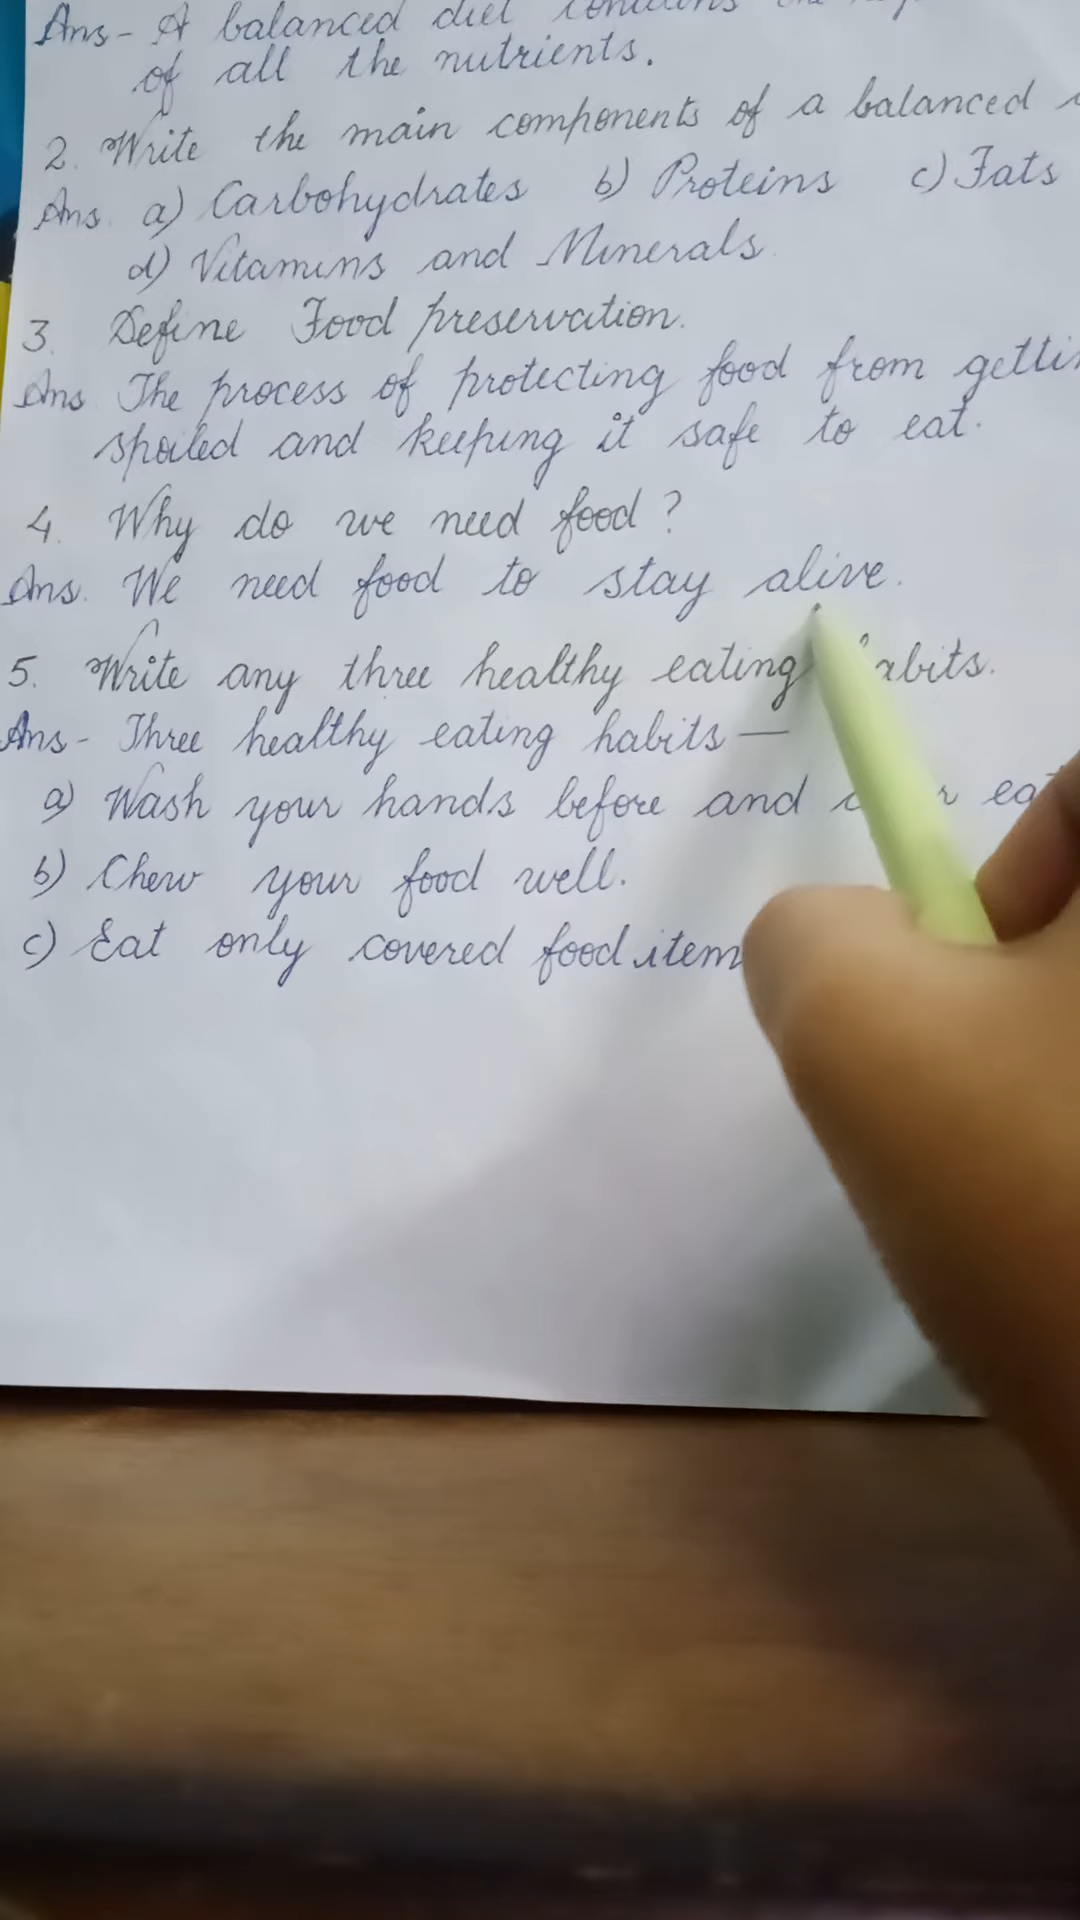 Ans- A balanced diet contains the
of all the nutrients.
2. Write the main components of a balanced
Ans. a) Carbohydrates b) Proteins c) Fats
d) Vitamins and Minerals.
3. Define Food preservation.
Ans The process of protecting food from
spoiled and keeping it safe to eat.
4. Why do we need food?
Ans. We need food to stay alive.
5. Write any three healthy eating habits.
Ans- Three healthy eating habits—
a) Wash your hands before and
b) Chew your food well.
c) Eat only covered food item